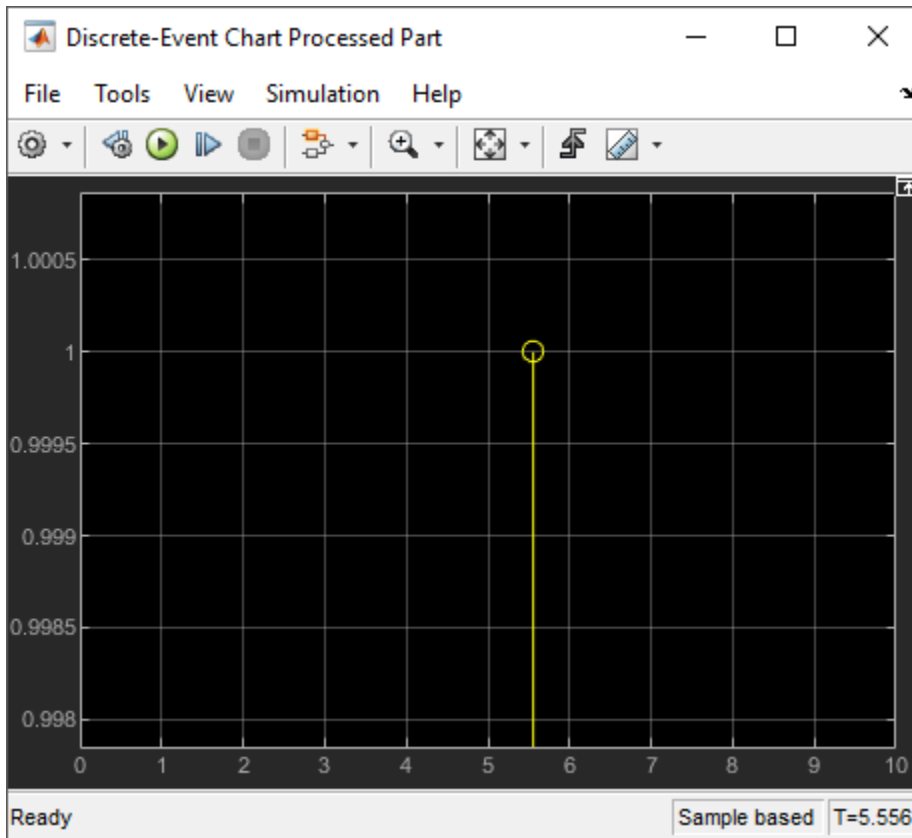 Discrete-Event Chart Processed Part
File Tools View Simulation Help
1.0005
1
0.9995
0.999
0.9985
0.998
0 1 2 3 4 5 6 7 8 9 10
Ready Sample based T=5.556